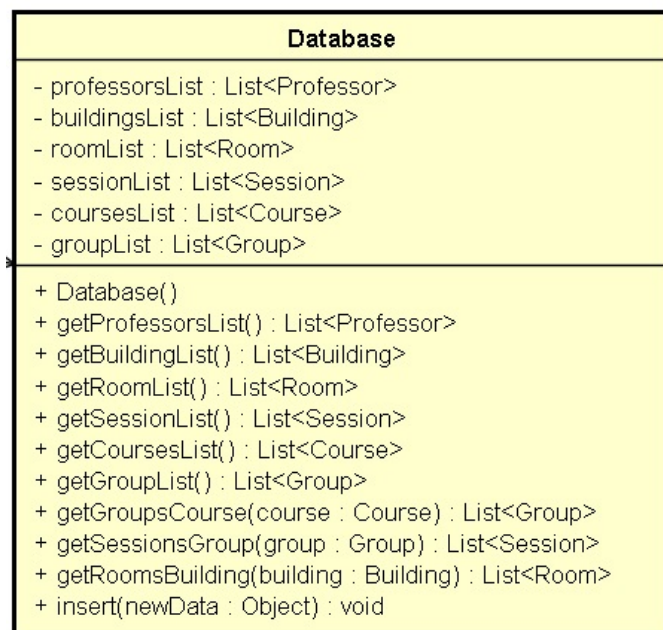 Database
- professorsList : List<Professor>
- buildingsList : List<Building>
- roomList : List<Room>
- sessionList : List<Session>
- coursesList : List<Course>
- groupList : List<Group>
+ Database()
+ getProfessorsList() : List<Professor>
+ getBuildingList() : List<Building>
+ getRoomList() : List<Room>
+ getSessionList() : List<Session>
+ getCoursesList() : List<Course>
+ getGroupList() : List<Group>
+ getGroupsCourse(course : Course) : List<Group>
+ getSessionsGroup(group : Group) : List<Session>
+ getRoomsBuilding(building : Building) : List<Room>
+ insert(newData : Object) : void